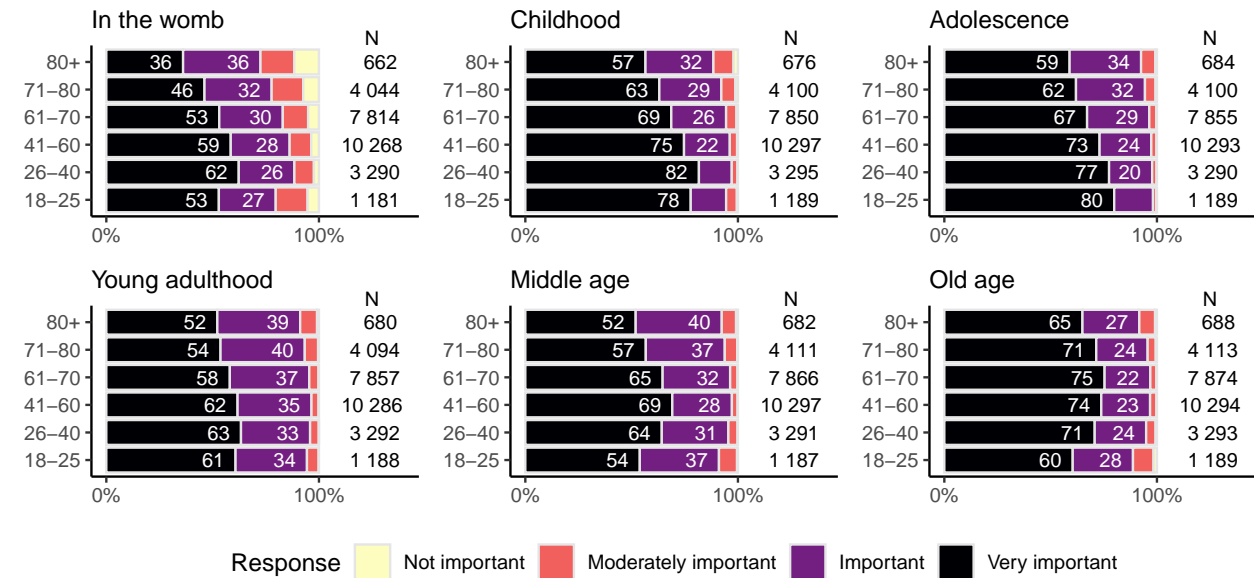 In the womb
N
80+ 36 36 662
71–80 46 32 4 044
61–70 53 30 7 814
41–60 59 28 10 268
26–40 62 26 3 290
18–25 53 27 1 181
0% 100%
Childhood
N
80+ 57 32 676
71–80 63 29 4 100
61–70 69 26 7 850
41–60 75 22 10 297
26–40 82 3 295
18–25 78 1 189
0% 100%
Adolescence
N
80+ 59 34 684
71–80 62 32 4 100
61–70 67 29 7 855
41–60 73 24 10 293
26–40 77 20 3 290
18–25 80 1 189
0% 100%
Young adulthood
N
80+ 52 39 680
71–80 54 40 4 094
61–70 58 37 7 857
41–60 62 35 10 286
26–40 63 33 3 292
18–25 61 34 1 188
0% 100%
Middle age
N
80+ 52 40 682
71–80 57 37 4 111
61–70 65 32 7 866
41–60 69 28 10 297
26–40 64 31 3 291
18–25 54 37 1 187
0% 100%
Old age
N
80+ 65 27 688
71–80 71 24 4 113
61–70 75 22 7 874
41–60 74 23 10 294
26–40 71 24 3 293
18–25 60 28 1 189
0% 100%
Response Not important Moderately important Important Very important